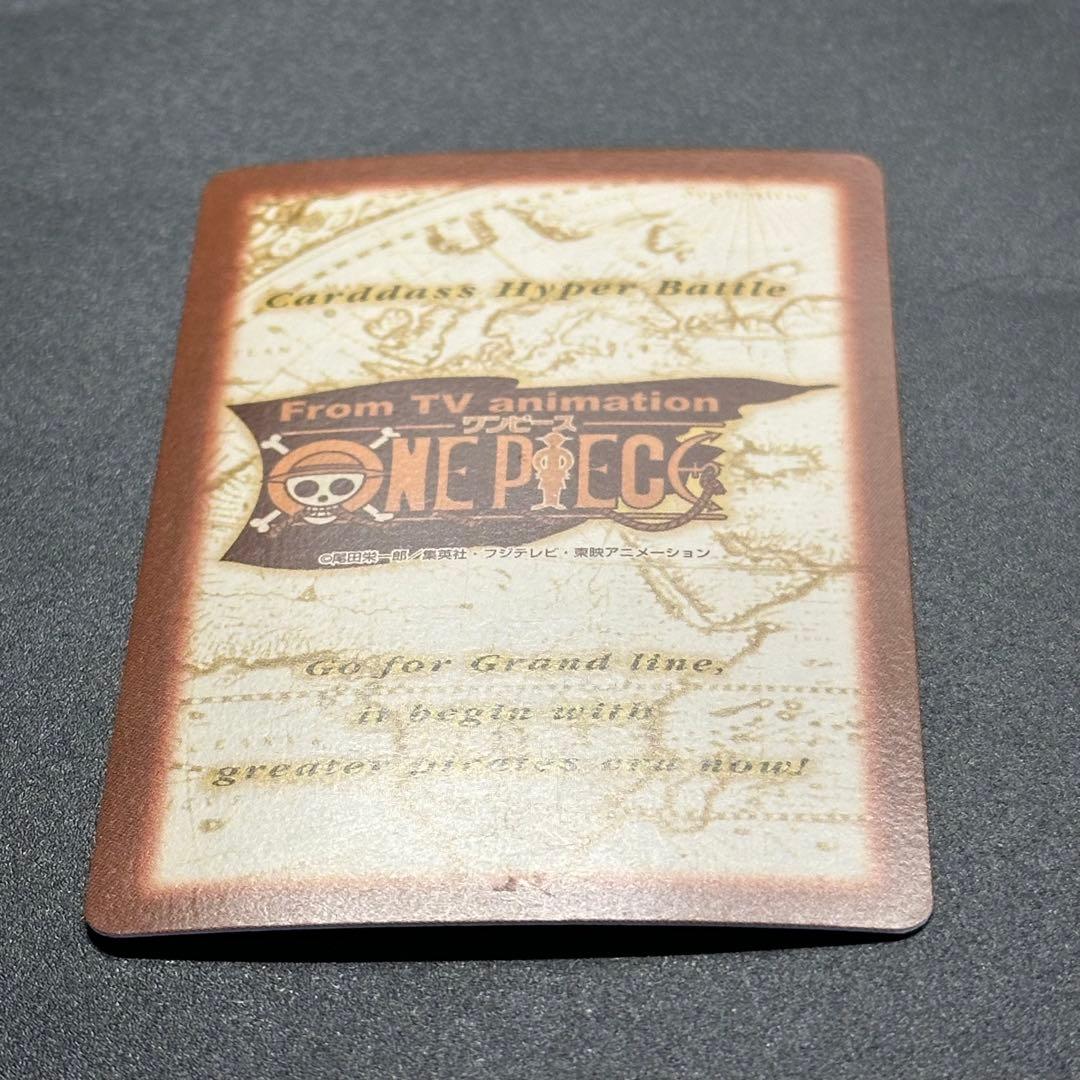 Carddass Hyper Battle
From TV animation
ワンピース
ONE PIECE
©尾田栄一郎／集英社・フジテレビ・東映アニメーション
Go for Grand line,
it begin with
greater pirates era now!